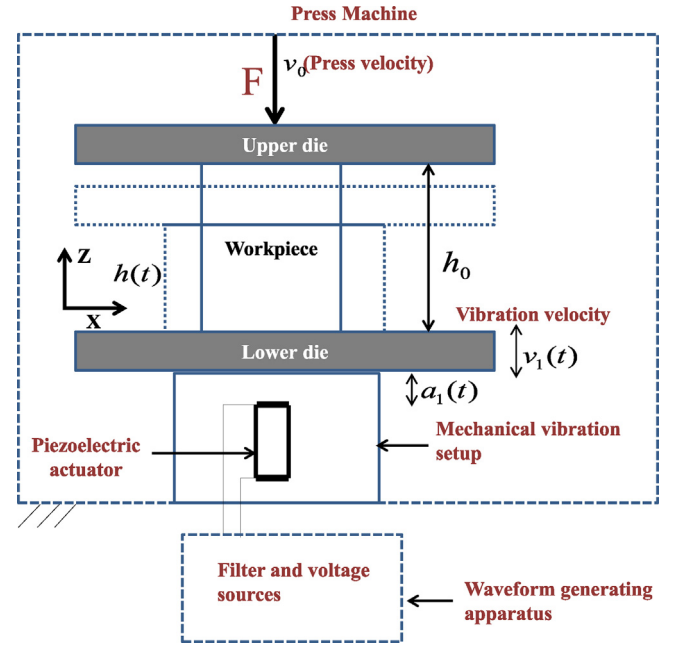 Press Machine
F
v₀(Press velocity)
Upper die
Workpiece
z
h(t)
h₀
x
Vibration velocity
Lower die
v₁(t)
a₁(t)
Piezoelectric
actuator
Mechanical vibration
setup
Filter and voltage
sources
Waveform generating
apparatus